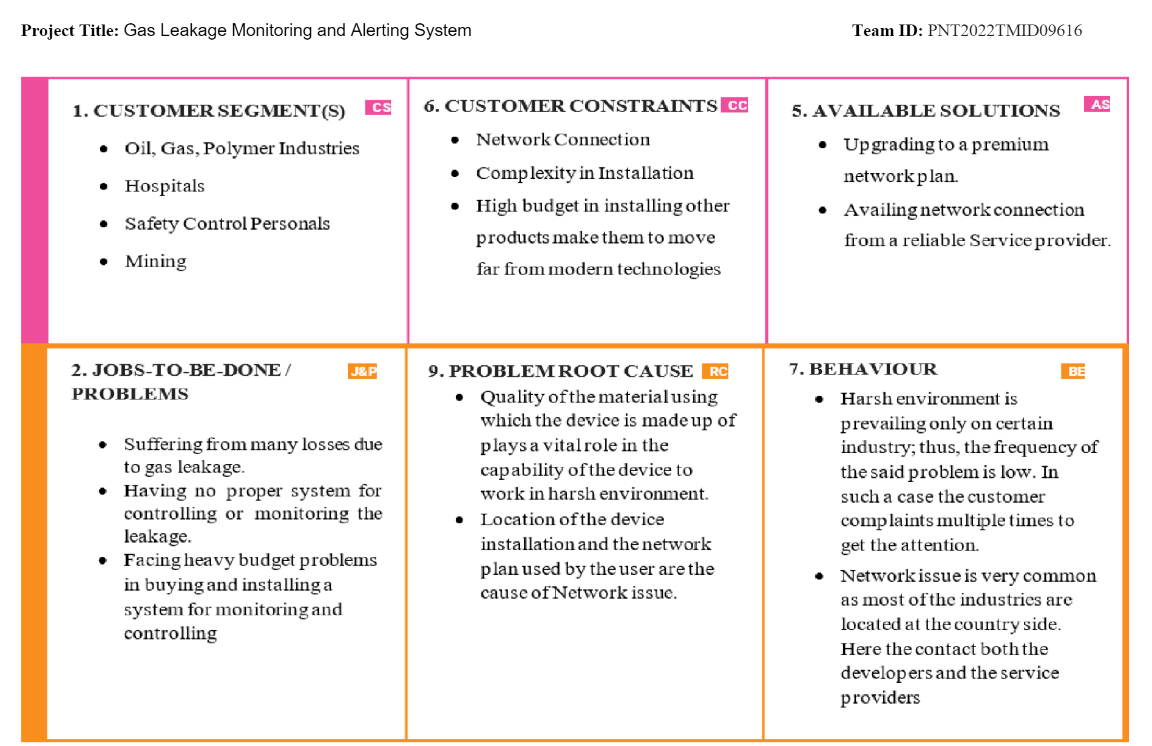 Project Title: Gas Leakage Monitoring and Alerting System
Team ID: PNT2022TMID09616
1. CUSTOMER SEGMENT(S)
CS
• Oil, Gas, Polymer Industries
• Hospitals
• Safety Control Personals
• Mining
6. CUSTOMER CONSTRAINTS
CC
• Network Connection
• Complexity in Installation
• High budget in installing other
products make them to move
far from modern technologies
5. AVAILABLE SOLUTIONS
AS
• Upgrading to a premium
network plan.
• Availing network connection
from a reliable Service provider.
2. JOBS-TO-BE-DONE /
PROBLEMS
J&P
• Suffering from many losses due
to gas leakage.
• Having no proper system for
controlling or monitoring the
leakage.
• Facing heavy budget problems
in buying and installing a
system for monitoring and
controlling
9. PROBLEM ROOT CAUSE
RC
• Quality of the material using
which the device is made up of
plays a vital role in the
capability of the device to
work in harsh environment.
• Location of the device
installation and the network
plan used by the user are the
cause of Network issue.
7. BEHAVIOUR
BE
• Harsh environment is
prevailing only on certain
industry; thus, the frequency of
the said problem is low. In
such a case the customer
complaints multiple times to
get the attention.
• Network issue is very common
as most of the industries are
located at the country side.
Here the contact both the
developers and the service
providers